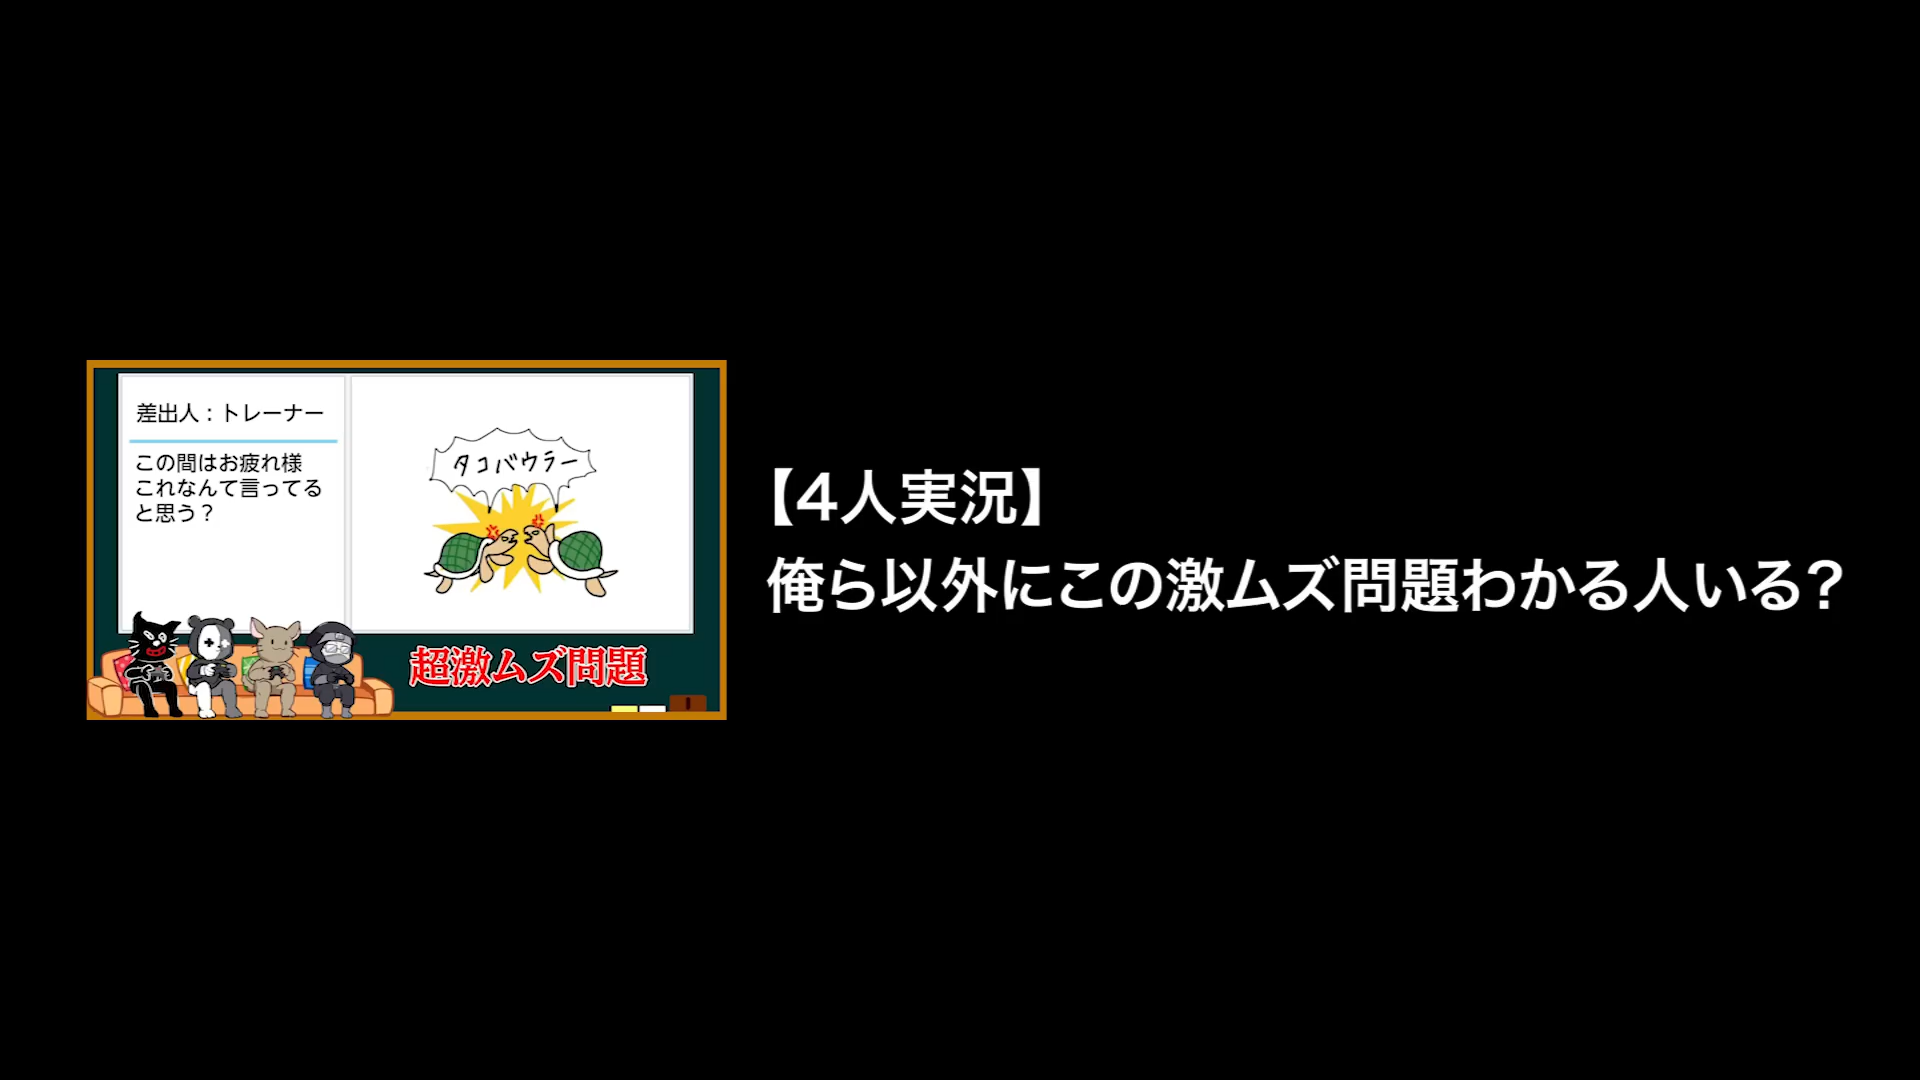 差出人：トレーナー
この間はお疲れ様
これなんて言ってる
と思う？
タコバウラー
超激ムズ問題
【4人実況】
俺ら以外にこの激ムズ問題わかる人いる？